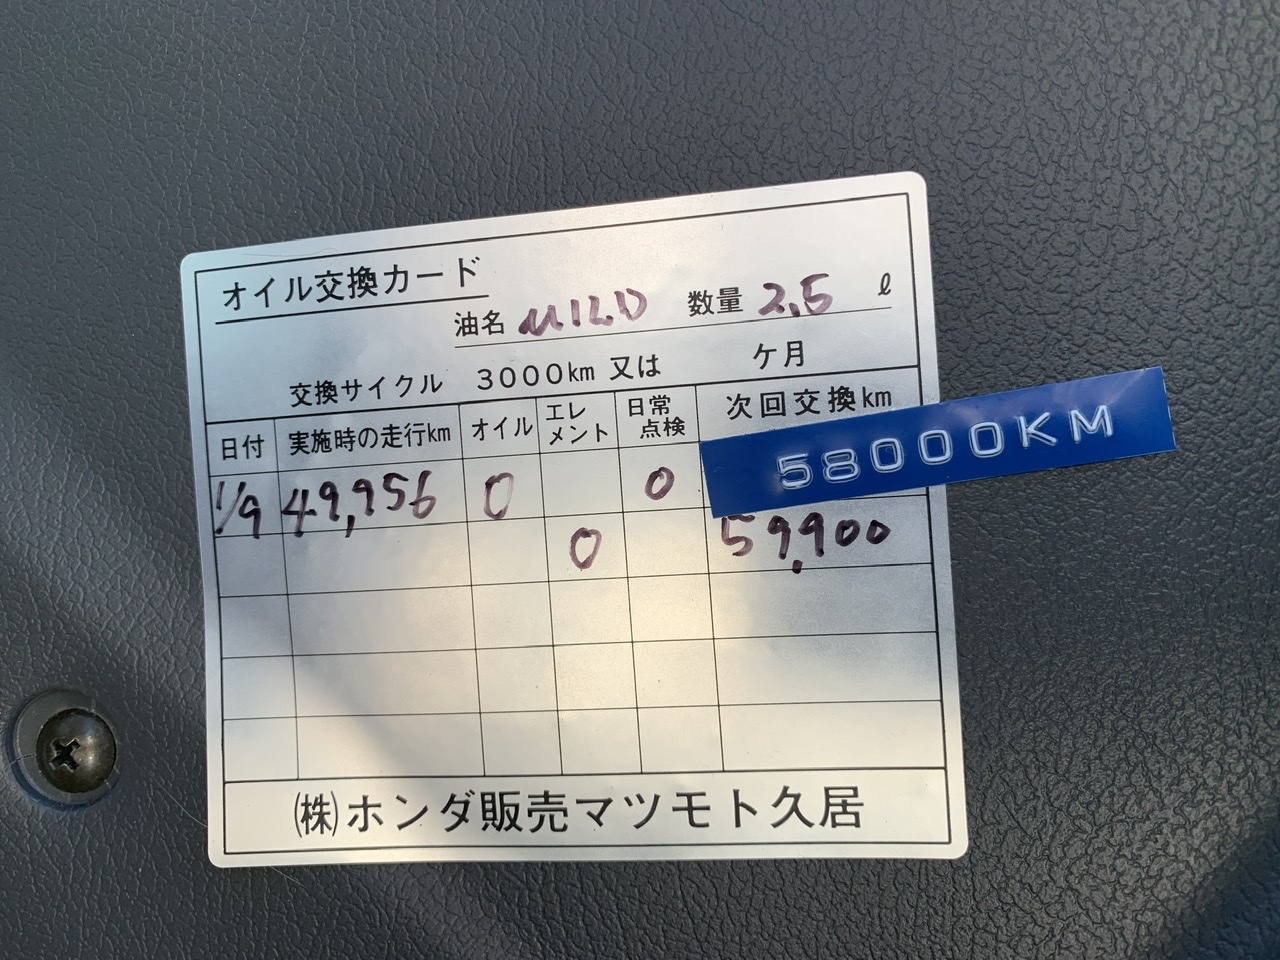 オイル交換カード
油名 MILD 数量 2.5 ℓ
交換サイクル 3000km 又は ケ月
日付 実施時の走行km オイル エレメント 日常点検 次回交換km
1/9 49,956 0 0 58000KM
0 59,900
㈱ホンダ販売マツモト久居